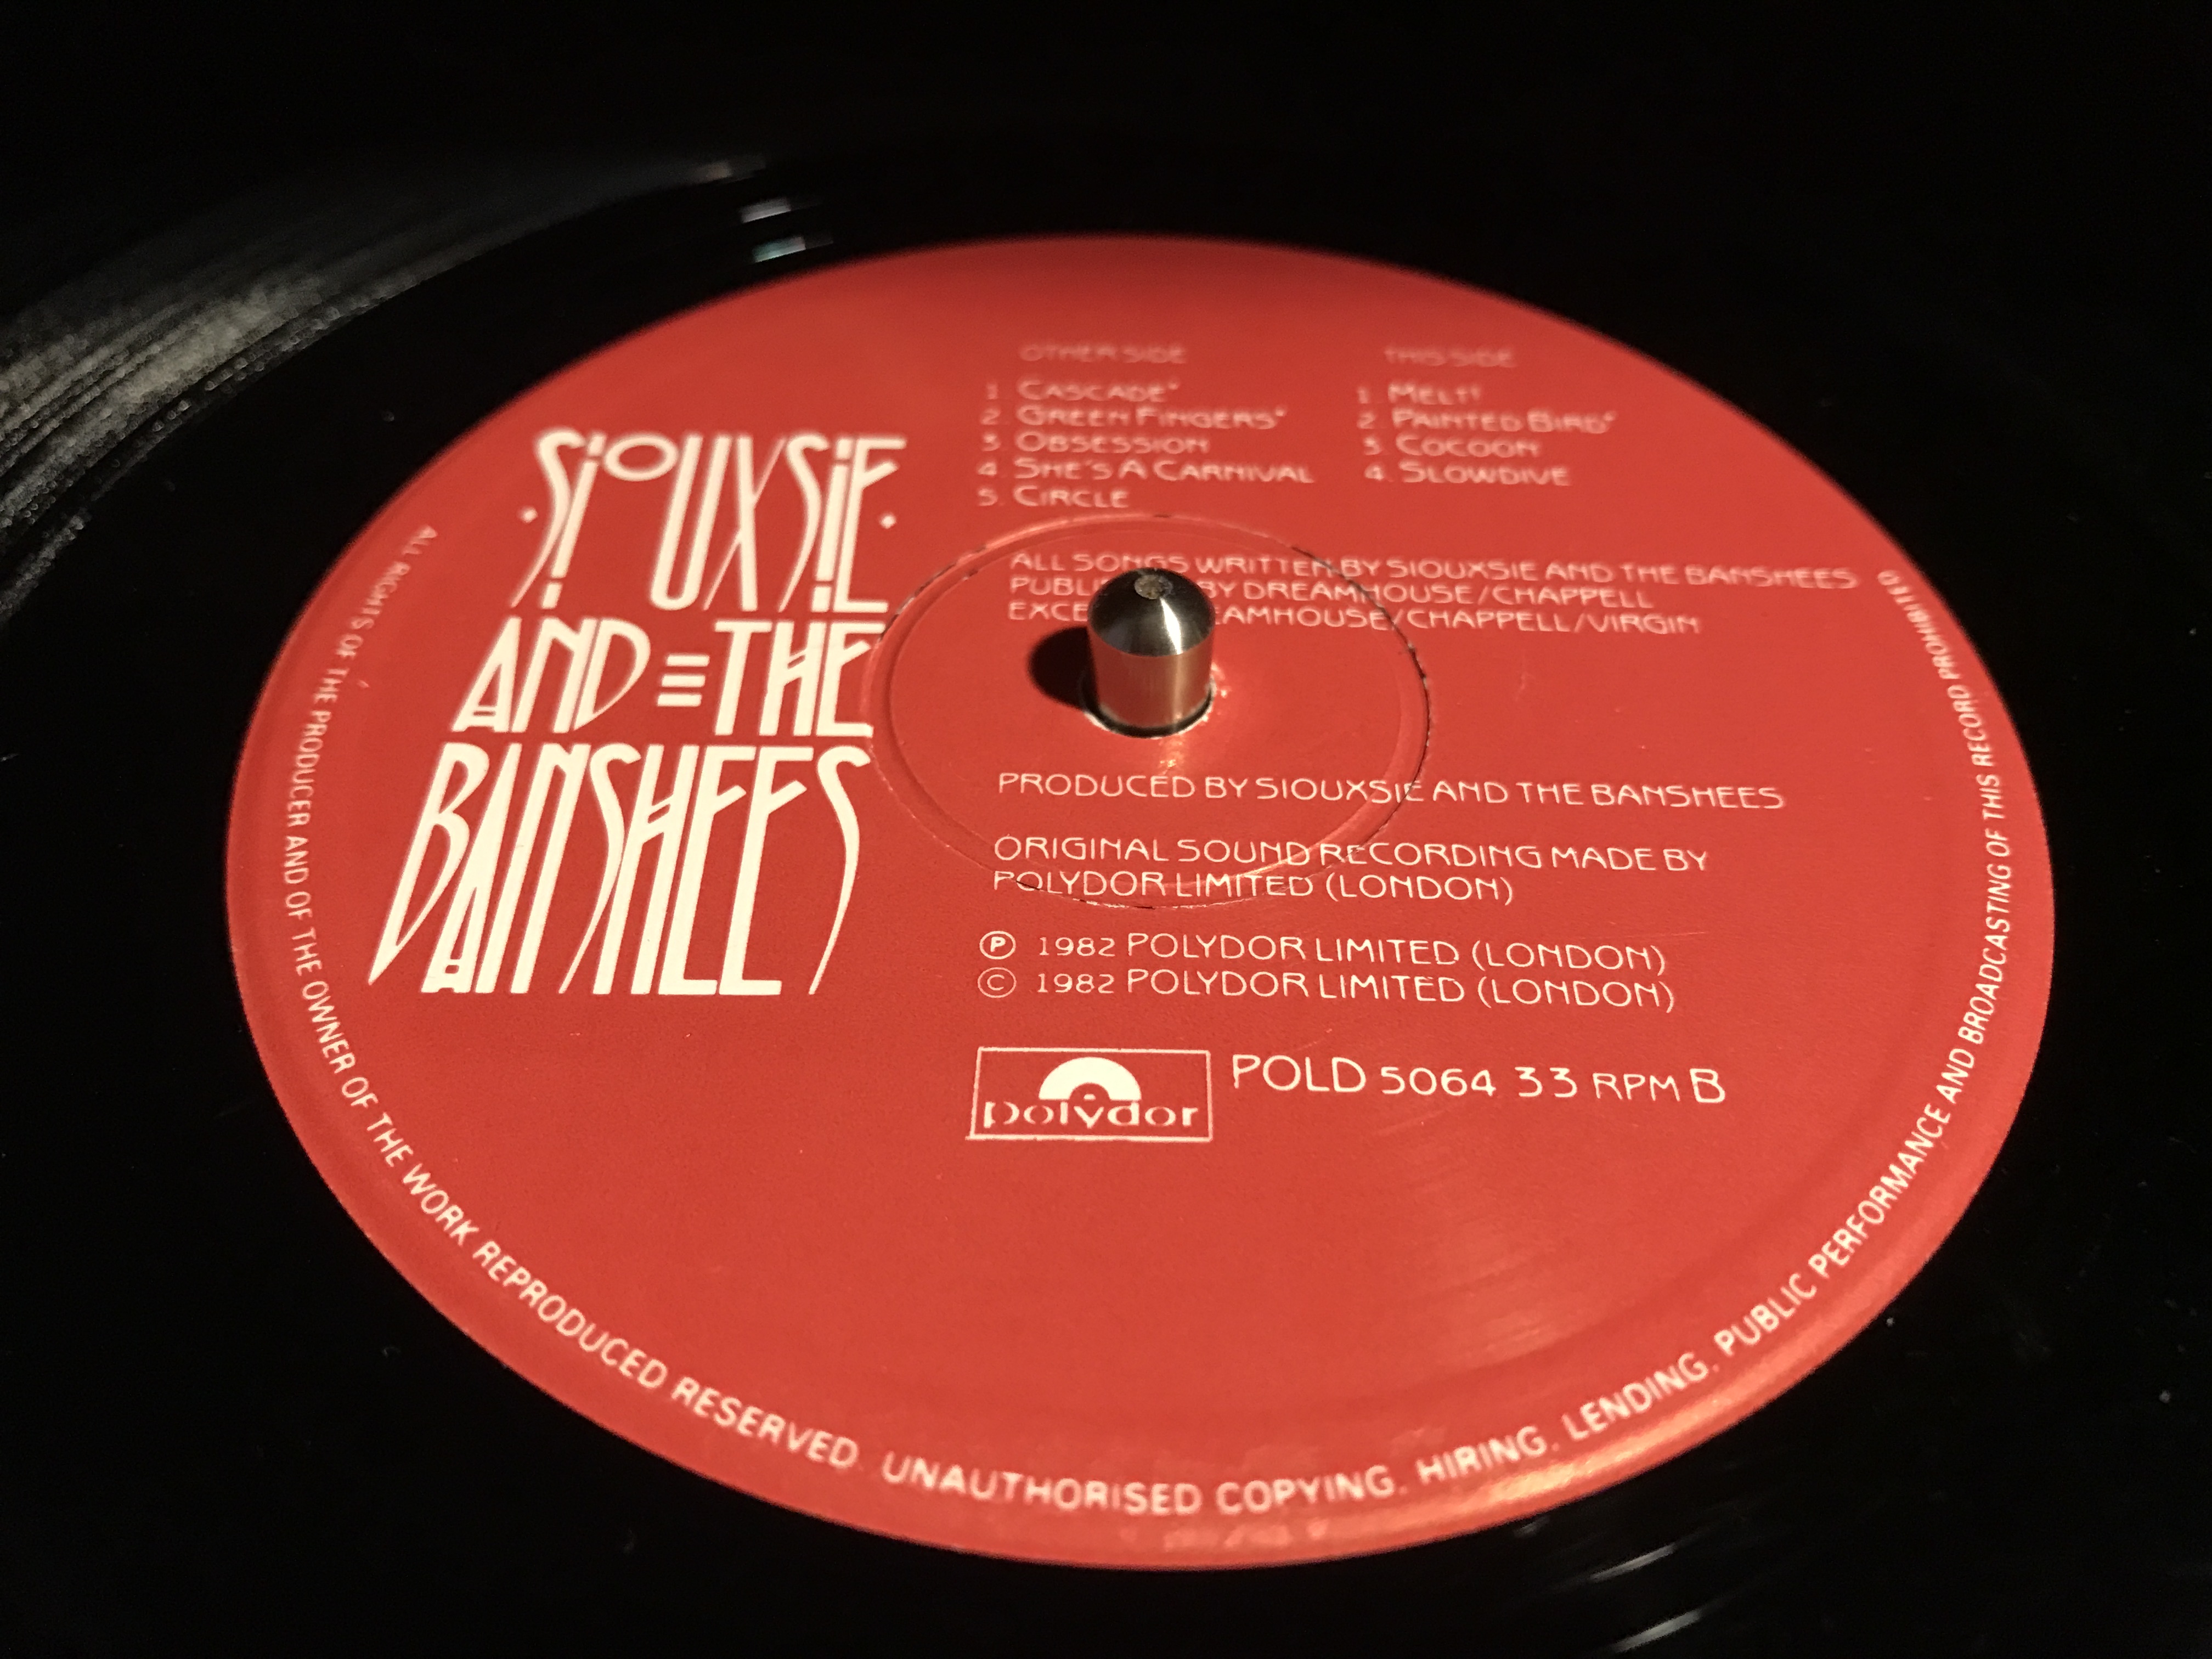 ·SIOUXSIE·
AND THE
BANSHEES
OTHER SIDE
1. CASCADE*
2. GREEN FINGERS*
3. OBSESSION
4. SHE'S A CARNIVAL
5. CIRCLE
THIS SIDE
1. MELT!
2. PAINTED BIRD*
3. COCOON
4. SLOWDIVE
ALL SONGS WRITTEN BY SIOUXSIE AND THE BANSHEES
BY DREAMHOUSE/CHAPPELL
/CHAPPELL/VIRGIN
PRODUCED BY SIOUXSIE AND THE BANSHEES
ORIGINAL SOUND RECORDING MADE BY
POLYDOR LIMITED (LONDON)
Ⓟ 1982 POLYDOR LIMITED (LONDON)
© 1982 POLYDOR LIMITED (LONDON)
polydor
POLD 5064 33 RPM B
ALL RIGHTS OF THE PRODUCER AND OF THE OWNER OF THE WORK REPRODUCED RESERVED. UNAUTHORISED COPYING. HIRING. LENDING. PUBLIC PERFORMANCE AND BROADCASTING OF THIS RECORD PROHIBITED